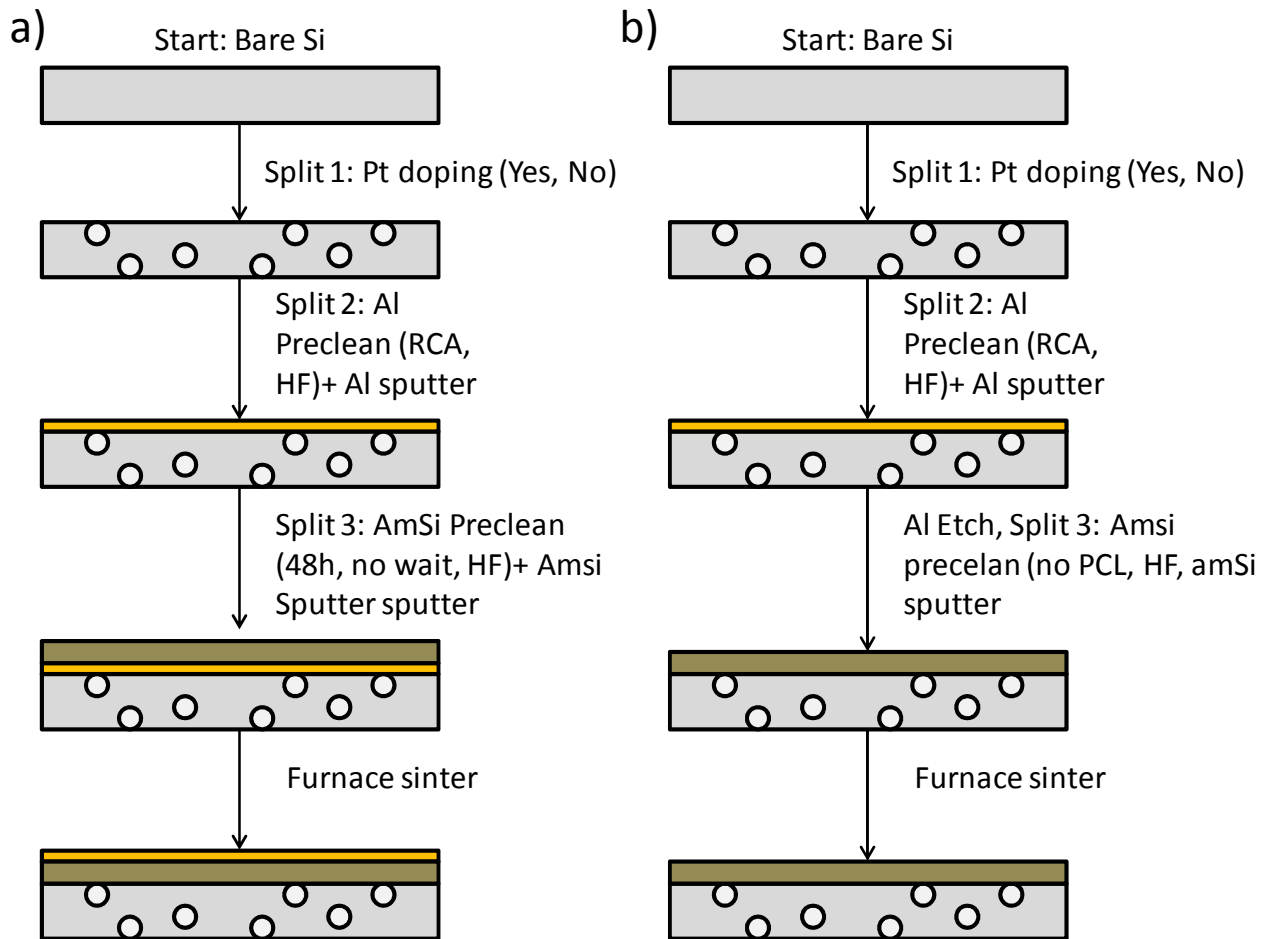 a)
Start: Bare Si
Split 1: Pt doping (Yes, No)
Split 2: Al
Preclean (RCA,
HF)+ Al sputter
Split 3: AmSi Preclean
(48h, no wait, HF)+ Amsi
Sputter sputter
Furnace sinter
b)
Start: Bare Si
Split 1: Pt doping (Yes, No)
Split 2: Al
Preclean (RCA,
HF)+ Al sputter
Al Etch, Split 3: Amsi
precelan (no PCL, HF, amSi
sputter
Furnace sinter